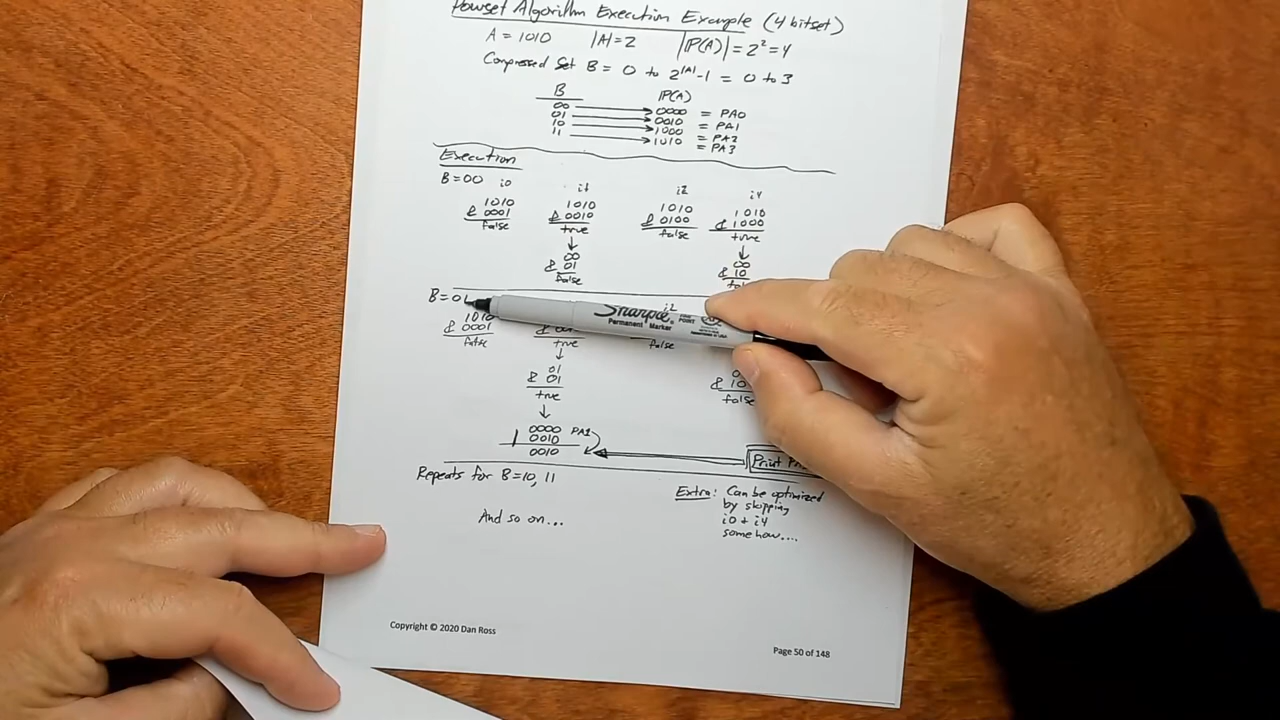 Powset Algorithm Execution Example (4 bitset)
A = 1010 |A| = 2 |P(A)| = 2² = 4
Compressed Set B = 0 to 2^|A|-1 = 0 to 3
B P(A)
00 0000 = PA0
01 0010 = PA1
10 1000 = PA2
11 1010 = PA3
Execution
B=00 i0 i1 i2 i4
1010 1010 1010 1010
& 0001 & 0010 & 0100 & 1000
false true false true
00 00
& 01 & 10
false
B=01 i2
1010
& 0001 &
false true false
01
& 01 & 10
true false
0000 PA1
| 0010
0010 Print
Repeats for B=10, 11
Extra: Can be optimized
by skipping
i0 + i4
somehow....
And so on...
Sharpie
Permanent Marker
FINE POINT
Copyright © 2020 Dan Ross
Page 50 of 148